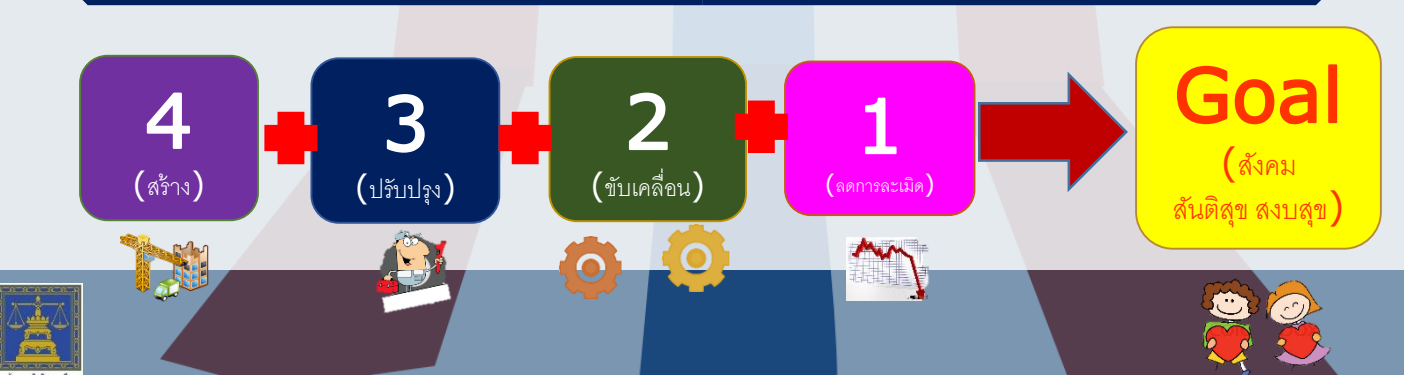 4
(สร้าง)
3
(ปรับปรุง)
2
(ขับเคลื่อน)
1
(ลดการละเมิด)
Goal
(สังคม
สันติสุข สงบสุข)